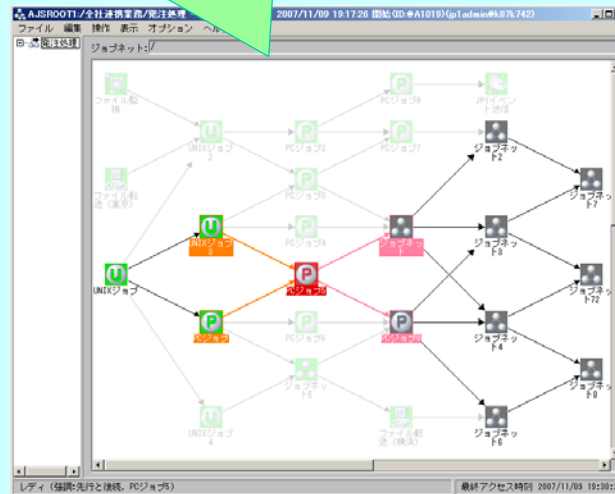 AJSROOT1:/全社連携業務/発注処理
2007/11/09 19:17:26 開始(ID:@A1019)(jp1admin@k07k742)
ファイル 編集 操作 表示 オプション ヘル
発注処理
ジョブネット:/
ファイル監
視
PCジョブ
JP1イベン
ト送信
UNIXジョブ
2
PCジョブ2
PCジョブ7
ジョブネッ
ト2
ファイル転
送(東京)
PCジョブ3
ジョブネッ
ト7
UNIXジョブ
3
PCジョブ4
ジョブネッ
ト
ジョブネッ
ト3
UNIXジョブ
PCジョブ5
ジョブネッ
ト72
PCジョブ
PCジョブ6
PCジョブ8
ジョブネッ
ト4
ジョブネッ
ト5
ジョブネッ
ト8
UNIXジョブ
4
ファイル転
送(横浜)
ジョブネッ
ト6
レディ (強調:先行と後続, PCジョブ5)
最終アクセス時刻 2007/11/09 19:30: